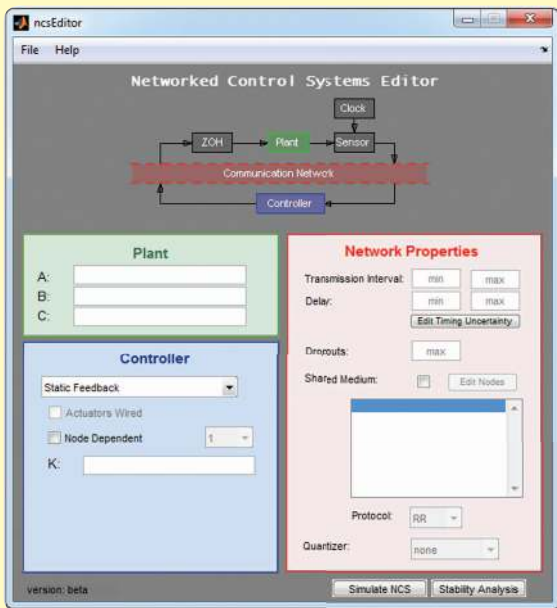 ncsEditor
File Help
Networked Control Systems Editor
Clock
ZOH Plant Sensor
Communication Network
Controller
Plant
A:
B:
C:
Controller
Static Feedback
Actuators Wired
Node Dependent 1
K:
Network Properties
Transmission Interval: min max
Delay: min max
Edit Timing Uncertainty
Dropouts: max
Shared Medium: Edit Nodes
Protocol: RR
Quantizer: none
version: beta Simulate NCS Stability Analysis